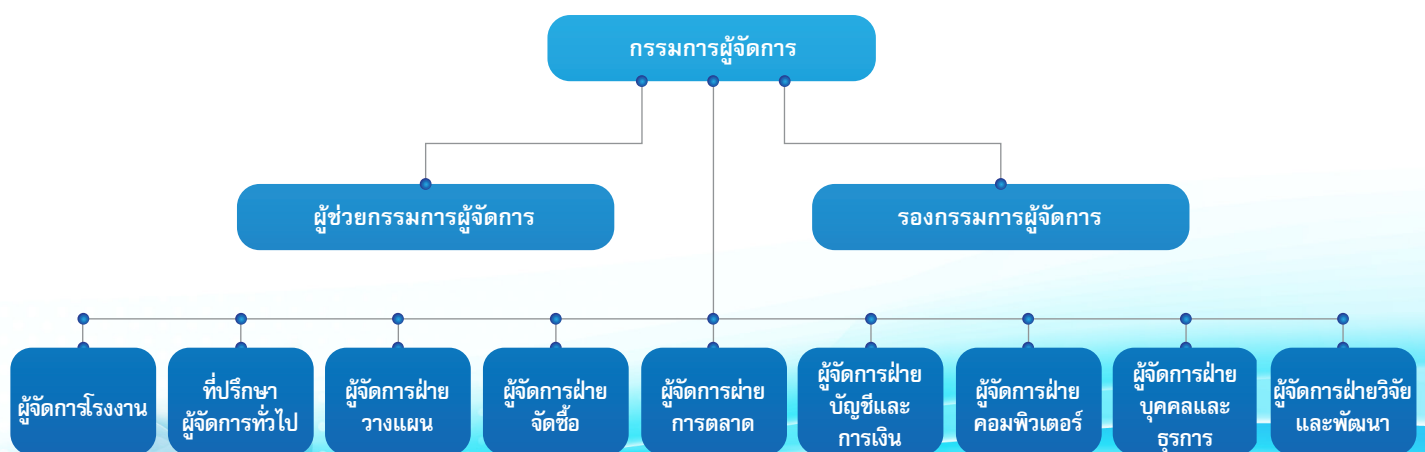 กรรมการผู้จัดการ
ผู้ช่วยกรรมการผู้จัดการ
รองกรรมการผู้จัดการ
ผู้จัดการโรงงาน
ที่ปรึกษา
ผู้จัดการทั่วไป
ผู้จัดการฝ่าย
วางแผน
ผู้จัดการฝ่าย
จัดซื้อ
ผู้จัดการผ่าย
การตลาด
ผู้จัดการฝ่าย
บัญชีและ
การเงิน
ผู้จัดการฝ่าย
คอมพิวเตอร์
ผู้จัดการฝ่าย
บุคคลและ
ธุรการ
ผู้จัดการฝ่ายวิจัย
และพัฒนา